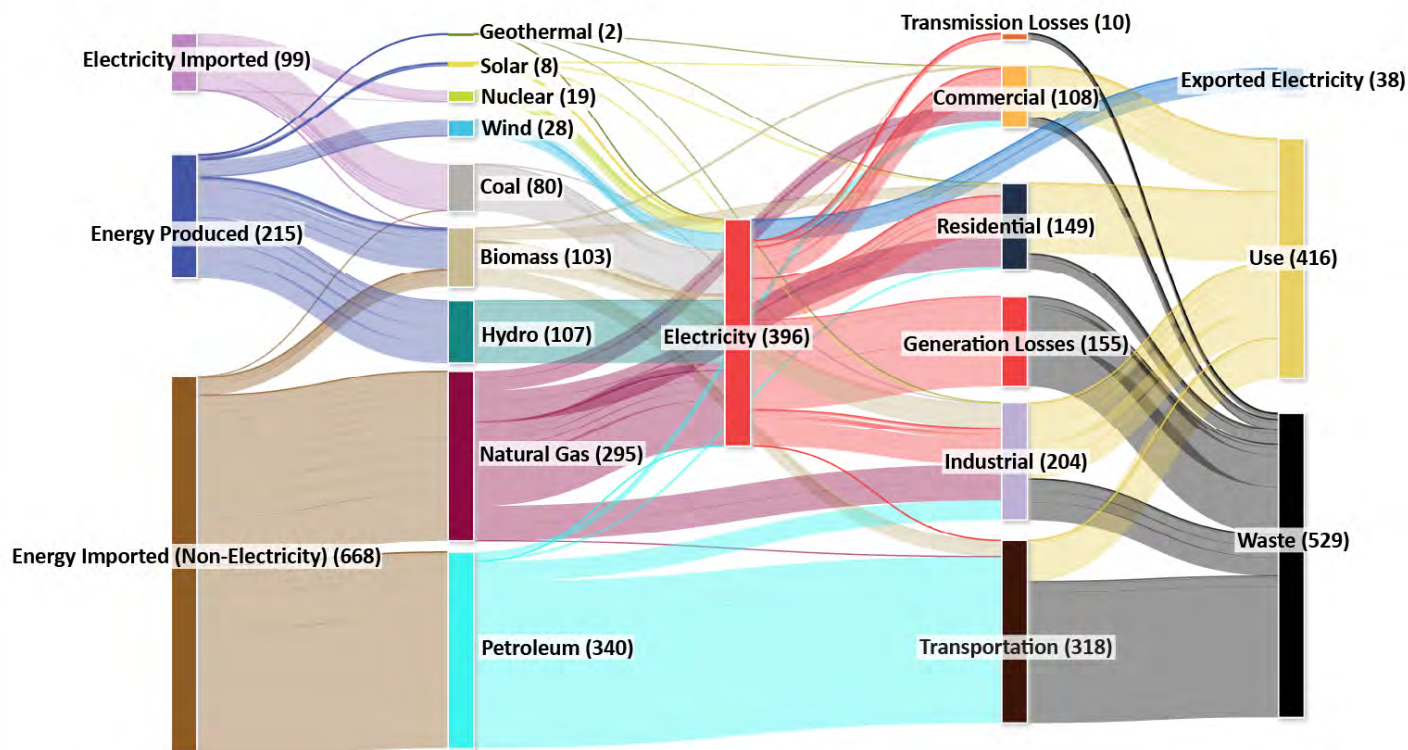 Electricity Imported (99)
Energy Produced (215)
Energy Imported (Non-Electricity) (668)
Geothermal (2)
Solar (8)
Nuclear (19)
Wind (28)
Coal (80)
Biomass (103)
Hydro (107)
Natural Gas (295)
Petroleum (340)
Electricity (396)
Transmission Losses (10)
Commercial (108)
Residential (149)
Generation Losses (155)
Industrial (204)
Transportation (318)
Exported Electricity (38)
Use (416)
Waste (529)